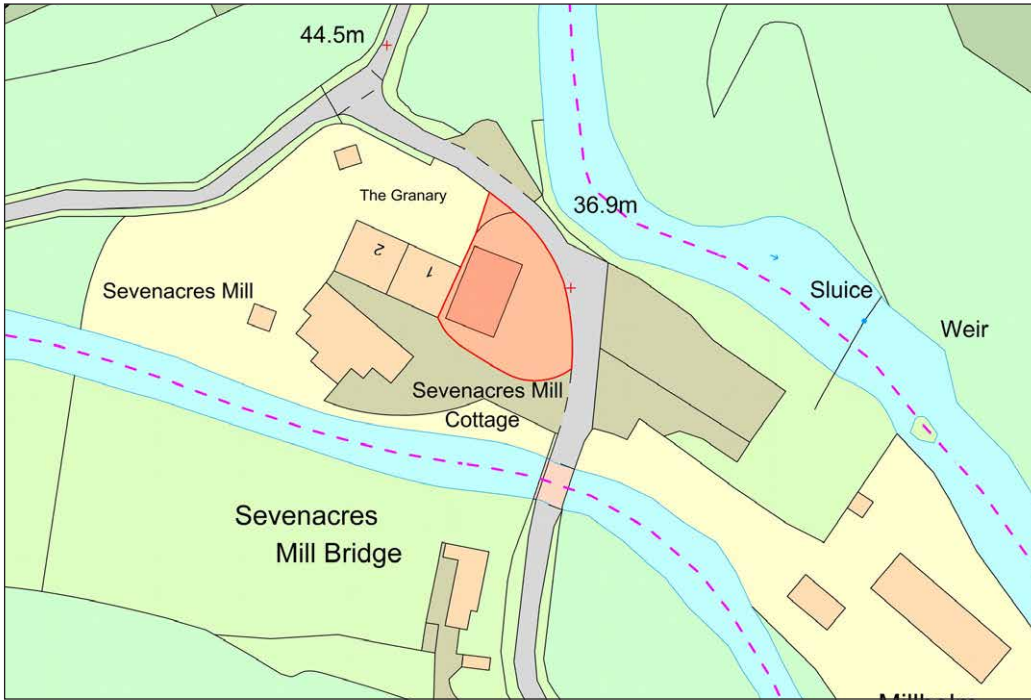 44.5m
The Granary
36.9m
2
1
Sevenacres Mill
Sluice
Weir
Sevenacres Mill
Cottage
Sevenacres
Mill Bridge